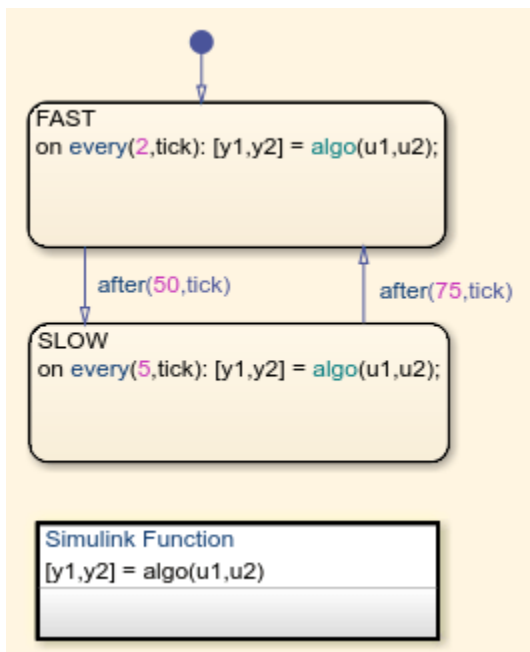 FAST
on every(2,tick): [y1,y2] = algo(u1,u2);
after(50,tick)
after(75,tick)
SLOW
on every(5,tick): [y1,y2] = algo(u1,u2);
Simulink Function
[y1,y2] = algo(u1,u2)